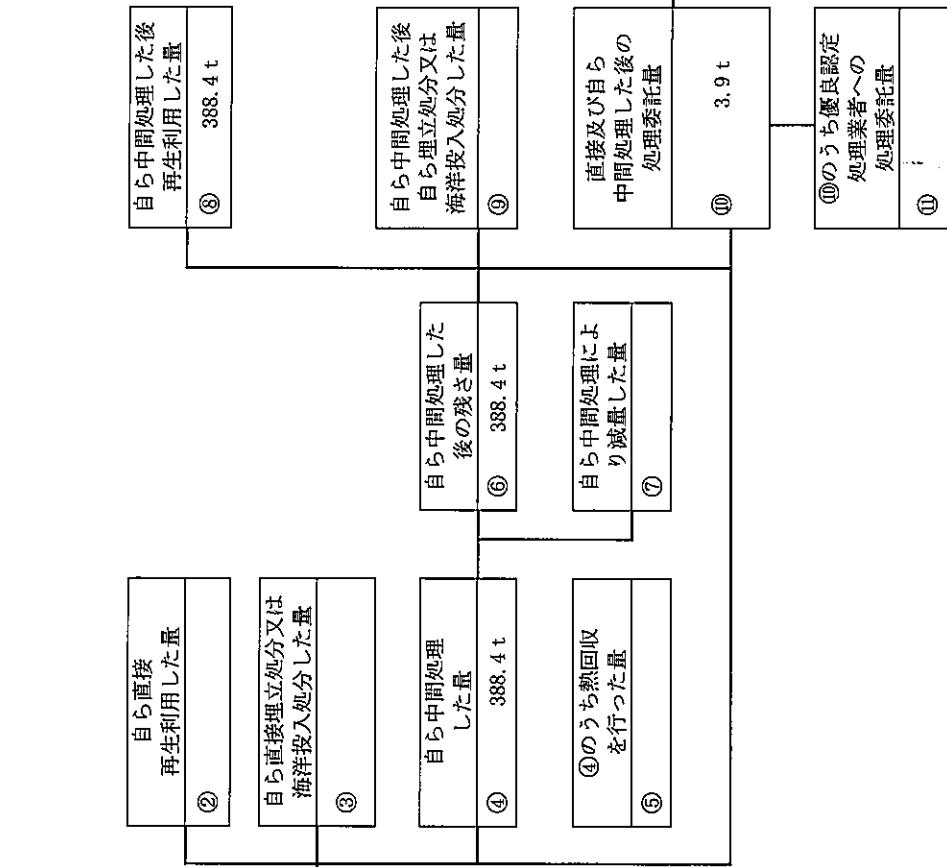 自ら直接
再生利用した量
②
自ら直接埋立処分又は
海洋投入処分した量
③
自ら中間処理
した量
④ 388.4ｔ
④のうち熱回収
を行った量
⑤
自ら中間処理した
後の残さ量
⑥ 388.4ｔ
自ら中間処理によ
り減量した量
⑦
自ら中間処理した後
再生利用した量
⑧ 388.4ｔ
自ら中間処理した後
自ら埋立処分又は
海洋投入処分した量
⑨
直接及び自ら
中間処理した後の
処理委託量
⑩ 3.9ｔ
⑩のうち優良認定
処理業者への
処理委託量
⑪